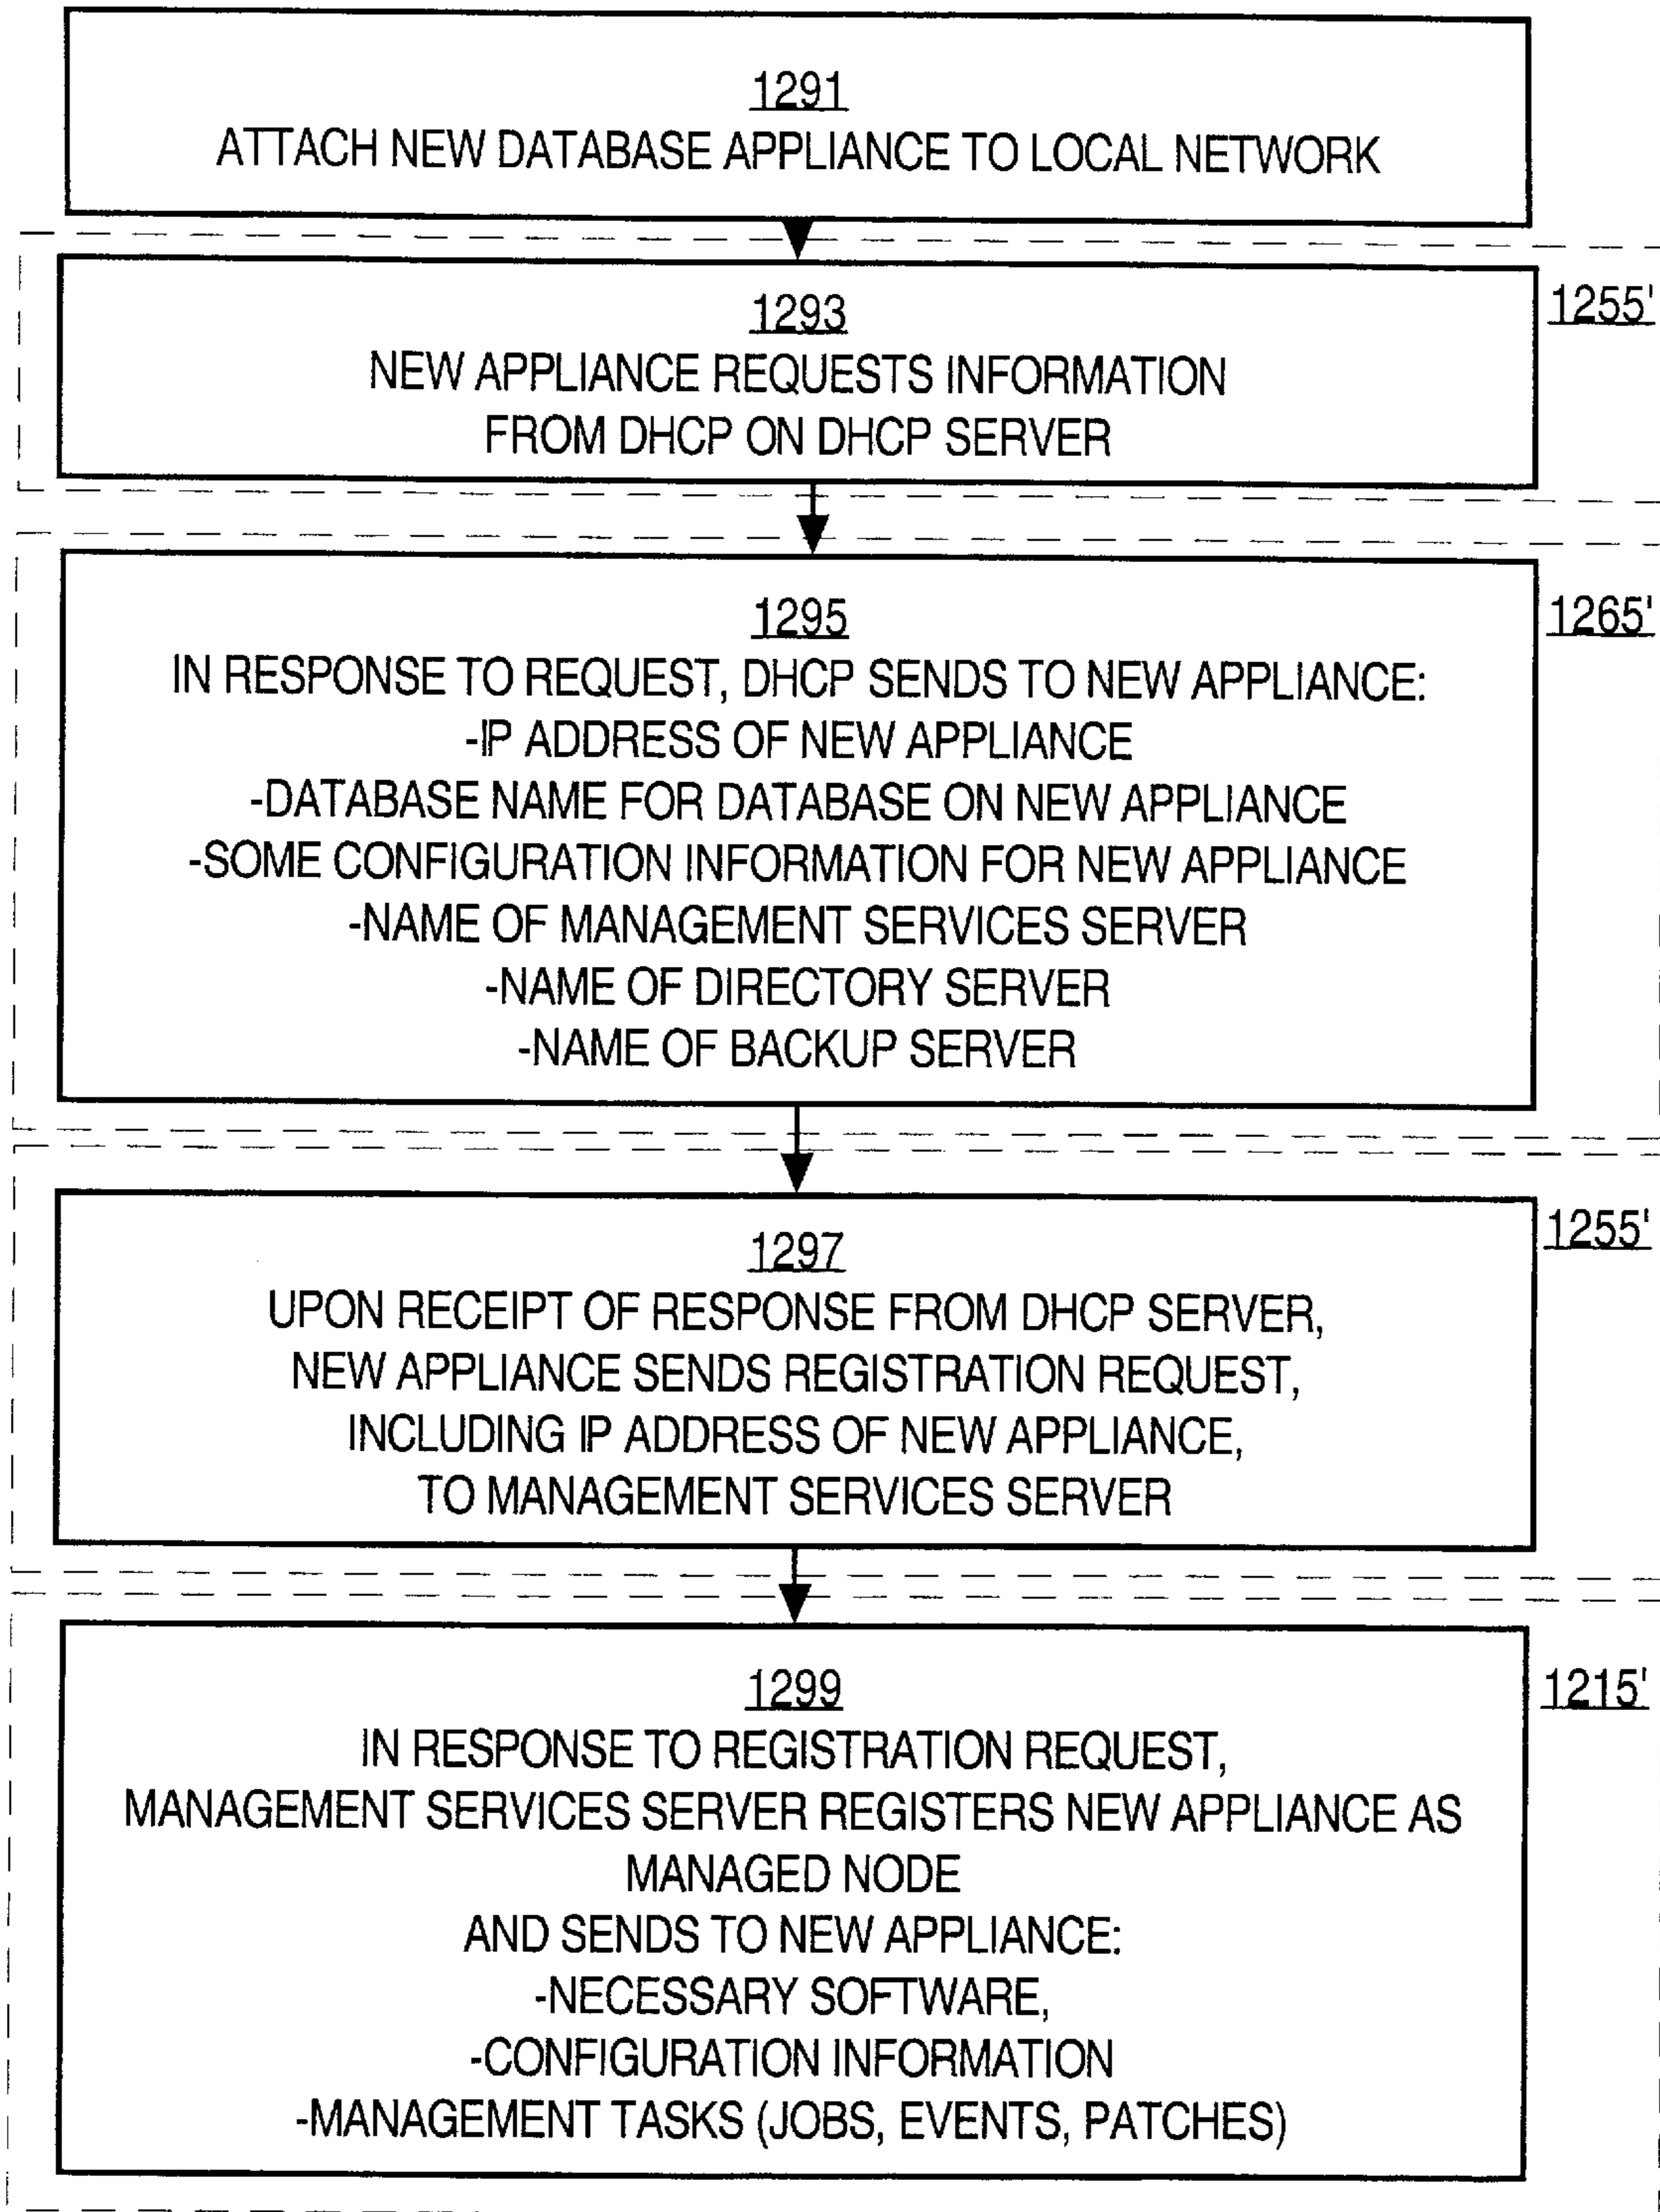 1291
ATTACH NEW DATABASE APPLIANCE TO LOCAL NETWORK
1255'
1293
NEW APPLIANCE REQUESTS INFORMATION
FROM DHCP ON DHCP SERVER
1265'
1295
IN RESPONSE TO REQUEST, DHCP SENDS TO NEW APPLIANCE:
-IP ADDRESS OF NEW APPLIANCE
-DATABASE NAME FOR DATABASE ON NEW APPLIANCE
-SOME CONFIGURATION INFORMATION FOR NEW APPLIANCE
-NAME OF MANAGEMENT SERVICES SERVER
-NAME OF DIRECTORY SERVER
-NAME OF BACKUP SERVER
1255'
1297
UPON RECEIPT OF RESPONSE FROM DHCP SERVER,
NEW APPLIANCE SENDS REGISTRATION REQUEST,
INCLUDING IP ADDRESS OF NEW APPLIANCE,
TO MANAGEMENT SERVICES SERVER
1215'
1299
IN RESPONSE TO REGISTRATION REQUEST,
MANAGEMENT SERVICES SERVER REGISTERS NEW APPLIANCE AS
MANAGED NODE
AND SENDS TO NEW APPLIANCE:
-NECESSARY SOFTWARE,
-CONFIGURATION INFORMATION
-MANAGEMENT TASKS (JOBS, EVENTS, PATCHES)